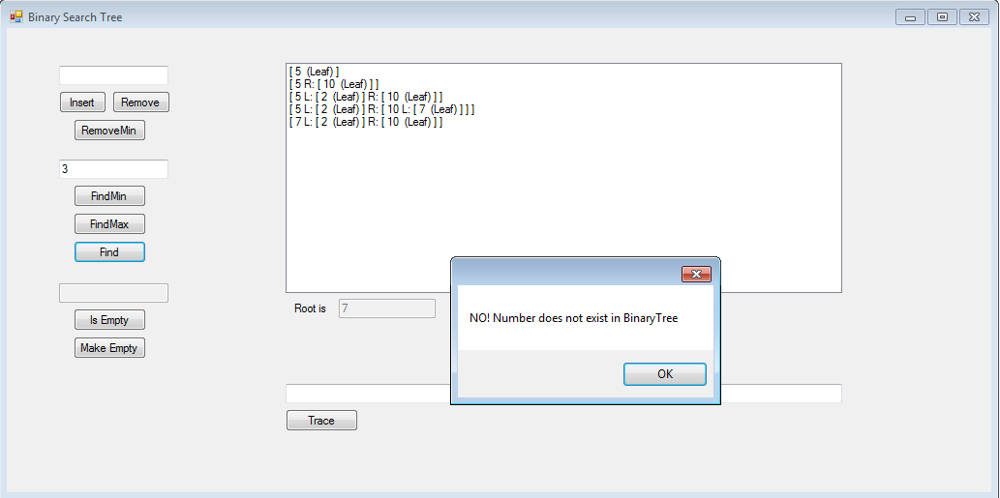 Binary Search Tree
Insert
Remove
RemoveMin
3
FindMin
FindMax
Find
Is Empty
Make Empty
[ 5 (Leaf) ]
[ 5 R: [ 10 (Leaf) ] ]
[ 5 L: [ 2 (Leaf) ] R: [ 10 (Leaf) ] ]
[ 5 L: [ 2 (Leaf) ] R: [ 10 L: [ 7 (Leaf) ] ] ]
[ 7 L: [ 2 (Leaf) ] R: [ 10 (Leaf) ] ]
Root is 7
NO! Number does not exist in BinaryTree
OK
Trace